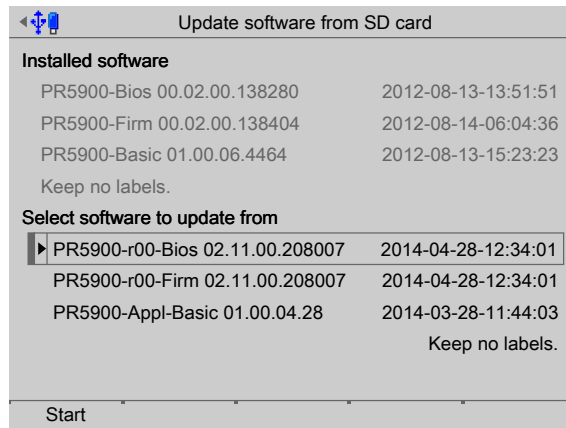 Update software from SD card
Installed software
PR5900-Bios 00.02.00.138280 2012-08-13-13:51:51
PR5900-Firm 00.02.00.138404 2012-08-14-06:04:36
PR5900-Basic 01.00.06.4464 2012-08-13-15:23:23
Keep no labels.
Select software to update from
PR5900-r00-Bios 02.11.00.208007 2014-04-28-12:34:01
PR5900-r00-Firm 02.11.00.208007 2014-04-28-12:34:01
PR5900-Appl-Basic 01.00.04.28 2014-03-28-11:44:03
Keep no labels.
Start